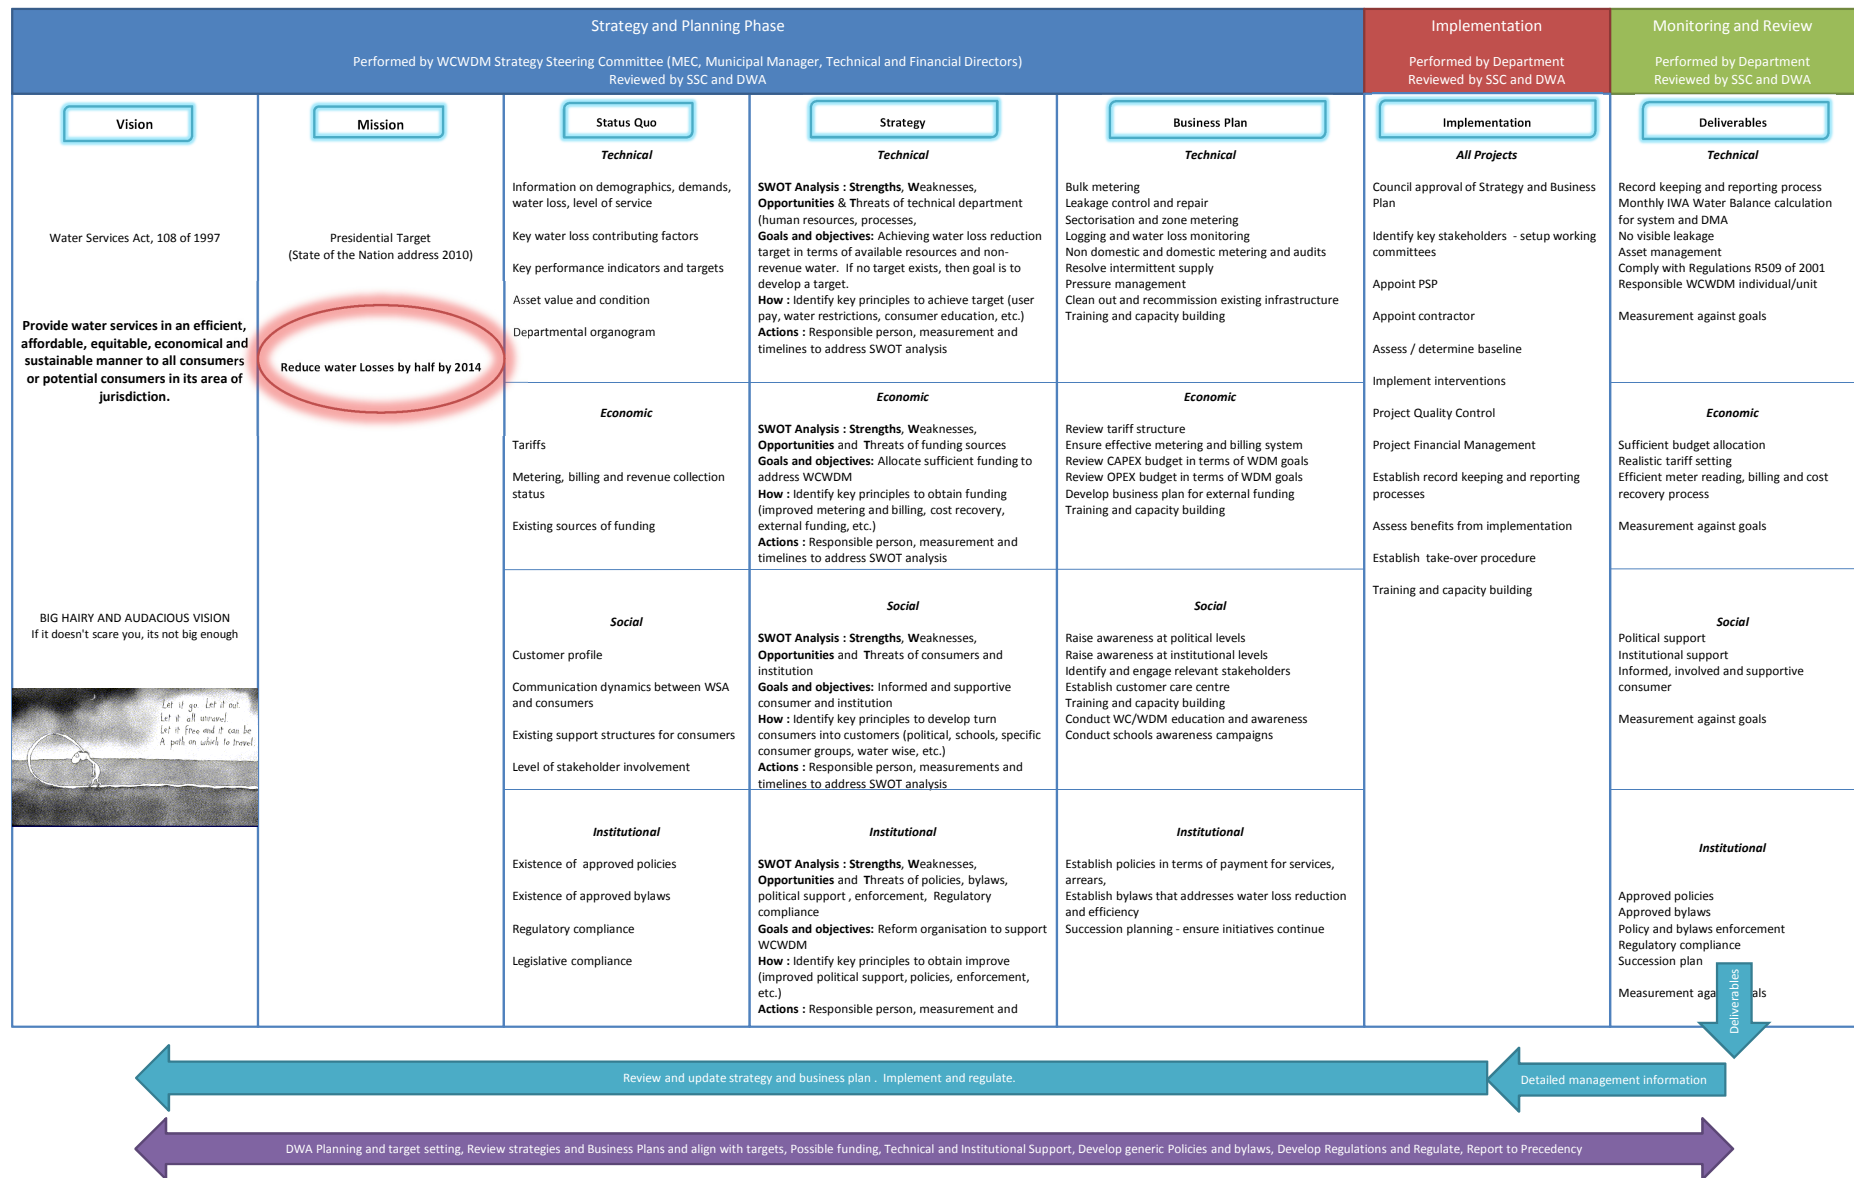 Strategy and Planning Phase
Performed by WCWDM Strategy Steering Committee (MEC, Municipal Manager, Technical and Financial Directors)
Reviewed by SSC and DWA
Implementation
Performed by Department
Reviewed by SSC and DWA
Monitoring and Review
Performed by Department
Reviewed by SSC and DWA
Vision
Water Services Act, 108 of 1997
Provide water services in an efficient,
affordable, equitable, economical and
sustainable manner to all consumers
or potential consumers in its area of
jurisdiction.
BIG HAIRY AND AUDACIOUS VISION
If it doesn't scare you, its not big enough
Let it go. Let it out.
Let it all unravel.
Let it free and it can be
A path on which to travel.
Mission
Presidential Target
(State of the Nation address 2010)
Reduce water Losses by half by 2014
Status Quo
Technical
Information on demographics, demands,
water loss, level of service
Key water loss contributing factors
Key performance indicators and targets
Asset value and condition
Departmental organogram
Economic
Tariffs
Metering, billing and revenue collection
status
Existing sources of funding
Social
Customer profile
Communication dynamics between WSA
and consumers
Existing support structures for consumers
Level of stakeholder involvement
Institutional
Existence of  approved policies
Existence of approved bylaws
Regulatory compliance
Legislative compliance
Strategy
Technical
SWOT Analysis : Strengths, Weaknesses,
Opportunities & Threats of technical department
(human resources, processes,
Goals and objectives: Achieving water loss reduction
target in terms of available resources and non-
revenue water.  If no target exists, then goal is to
develop a target.
How : Identify key principles to achieve target (user
pay, water restrictions, consumer education, etc.)
Actions : Responsible person, measurement and
timelines to address SWOT analysis
Economic
SWOT Analysis : Strengths, Weaknesses,
Opportunities and  Threats of funding sources
Goals and objectives: Allocate sufficient funding to
address WCWDM
How : Identify key principles to obtain funding
(improved metering and billing, cost recovery,
external funding, etc.)
Actions : Responsible person, measurement and
timelines to address SWOT analysis
Social
SWOT Analysis : Strengths, Weaknesses,
Opportunities and  Threats of consumers and
institution
Goals and objectives: Informed and supportive
consumer and institution
How : Identify key principles to develop turn
consumers into customers (political, schools, specific
consumer groups, water wise, etc.)
Actions : Responsible person, measurements and
timelines to address SWOT analysis
Institutional
SWOT Analysis : Strengths, Weaknesses,
Opportunities and  Threats of policies, bylaws,
political support , enforcement,  Regulatory
compliance
Goals and objectives: Reform organisation to support
WCWDM
How : Identify key principles to obtain improve
(improved political support, policies, enforcement,
etc.)
Actions : Responsible person, measurement and
Business Plan
Technical
Bulk metering
Leakage control and repair
Sectorisation and zone metering
Logging and water loss monitoring
Non domestic and domestic metering and audits
Resolve intermittent supply
Pressure management
Clean out and recommission existing infrastructure
Training and capacity building
Economic
Review tariff structure
Ensure effective metering and billing system
Review CAPEX budget in terms of WDM goals
Review OPEX budget in terms of WDM goals
Develop business plan for external funding
Training and capacity building
Social
Raise awareness at political levels
Raise awareness at institutional levels
Identify and engage relevant stakeholders
Establish customer care centre
Training and capacity building
Conduct WC/WDM education and awareness
Conduct schools awareness campaigns
Institutional
Establish policies in terms of payment for services,
arrears,
Establish bylaws that addresses water loss reduction
and efficiency
Succession planning - ensure initiatives continue
Implementation
All Projects
Council approval of Strategy and Business
Plan
Identify key stakeholders  - setup working
committees
Appoint PSP
Appoint contractor
Assess / determine baseline
Implement interventions
Project Quality Control
Project Financial Management
Establish record keeping and reporting
processes
Assess benefits from implementation
Establish  take-over procedure
Training and capacity building
Deliverables
Technical
Record keeping and reporting process
Monthly IWA Water Balance calculation
for system and DMA
No visible leakage
Asset management
Comply with Regulations R509 of 2001
Responsible WCWDM individual/unit
Measurement against goals
Economic
Sufficient budget allocation
Realistic tariff setting
Efficient meter reading, billing and cost
recovery process
Measurement against goals
Social
Political support
Institutional support
Informed, involved and supportive
consumer
Measurement against goals
Institutional
Approved policies
Approved bylaws
Policy and bylaws enforcement
Regulatory compliance
Succession plan
Measurement aga als
Deliverables
Review and update strategy and business plan .  Implement and regulate.
Detailed management information
DWA Planning and target setting, Review strategies and Business Plans and align with targets, Possible funding, Technical and Institutional Support, Develop generic Policies and bylaws, Develop Regulations and Regulate, Report to Precedency